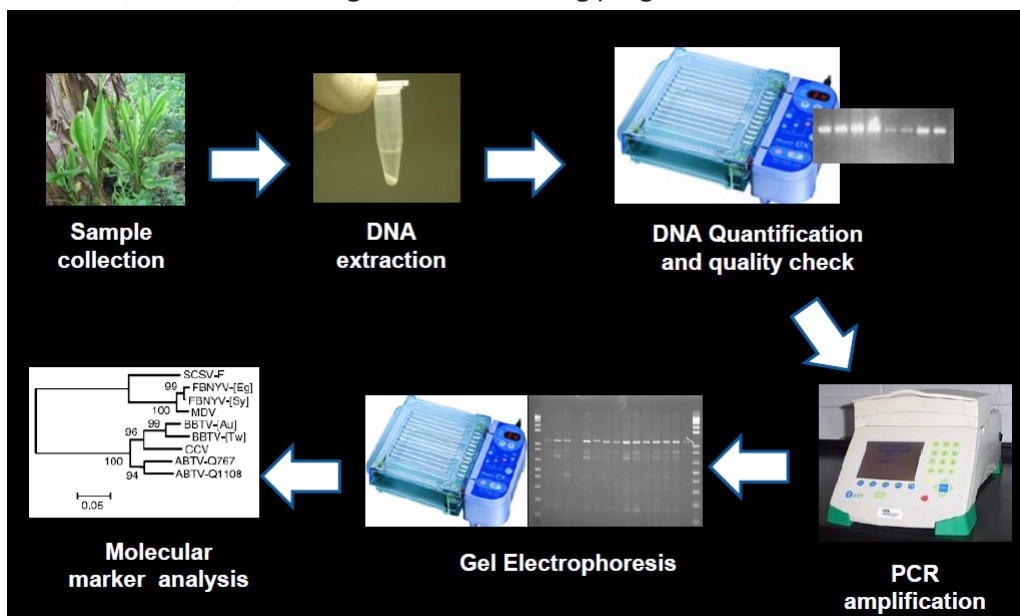 Sample
collection
DNA
extraction
DNA Quantification
and quality check
SCSV-F
99
FBNYV-[Eg]
FBNYV-[Sy]
100
MDV
99
BBTV-[Au]
96
BBTV-[Tw]
CCV
100
ABTV-Q767
94
ABTV-Q1108
0.05
Molecular
marker analysis
Gel Electrophoresis
PCR
amplification